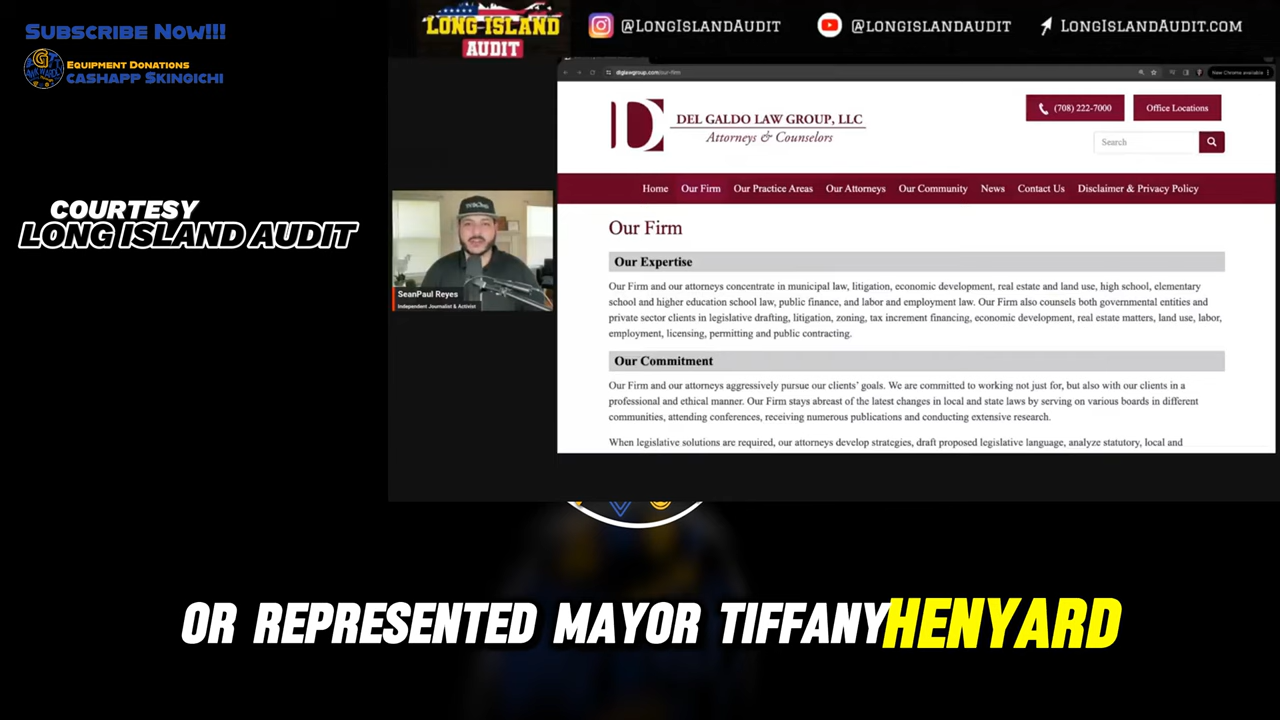 Subscribe Now!!!
Equipment Donations
CASHAPP SKINGICHI
COURTESY
LONG ISLAND AUDIT
LONG ISLAND
AUDIT
@LongIslandAudit
@Longislandaudit
LongIslandAudit.com
dlglawgroup.com/our-firm
New Chrome available
DEL GALDO LAW GROUP, LLC
Attorneys & Counselors
(708) 222-7000
Office Locations
Search
Home Our Firm Our Practice Areas Our Attorneys Our Community News Contact Us Disclaimer & Privacy Policy
Our Firm
Our Expertise
Our Firm and our attorneys concentrate in municipal law, litigation, economic development, real estate and land use, high school, elementary
school and higher education school law, public finance, and labor and employment law. Our Firm also counsels both governmental entities and
private sector clients in legislative drafting, litigation, zoning, tax increment financing, economic development, real estate matters, land use, labor,
employment, licensing, permitting and public contracting.
Our Commitment
Our Firm and our attorneys aggressively pursue our clients' goals. We are committed to working not just for, but also with our clients in a
professional and ethical manner. Our Firm stays abreast of the latest changes in local and state laws by serving on various boards in different
communities, attending conferences, receiving numerous publications and conducting extensive research.
When legislative solutions are required, our attorneys develop strategies, draft proposed legislative language, analyze statutory, local and
SeanPaul Reyes
Independent Journalist & Activist
OR REPRESENTED MAYOR TIFFANY HENYARD